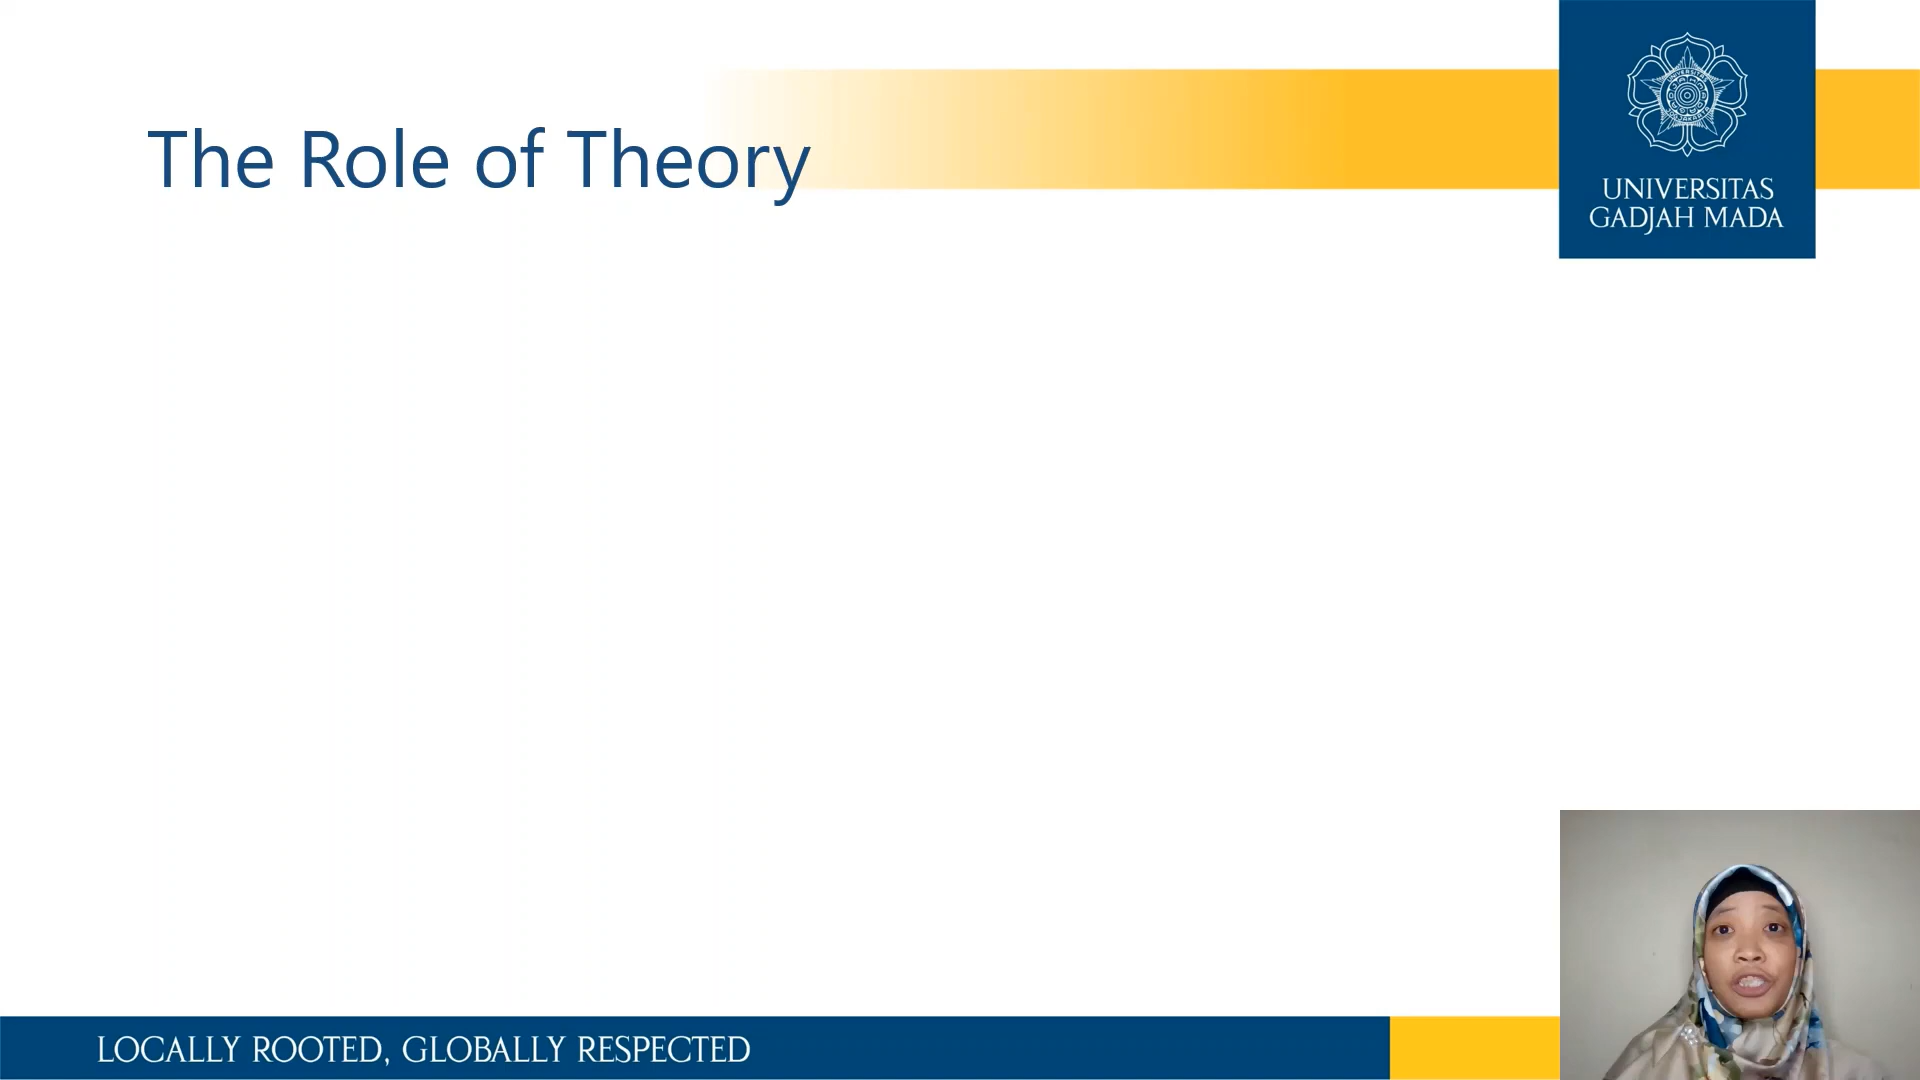 The Role of Theory
UNIVERSITAS
GADJAH MADA
LOCALLY ROOTED, GLOBALLY RESPECTED